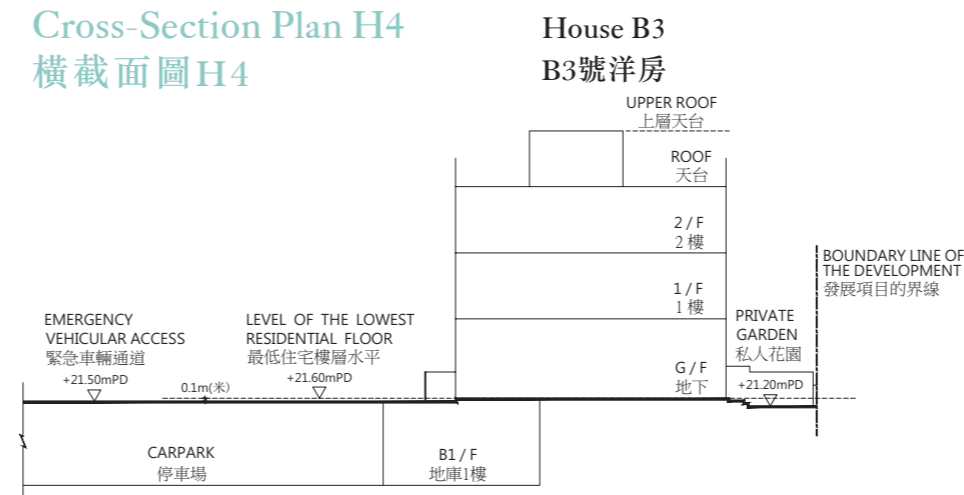 Cross-Section Plan H4
橫截面圖H4
House B3
B3號洋房
UPPER ROOF
上層天台
ROOF
天台
2 / F
2 樓
1 / F
1 樓
G / F
地下
BOUNDARY LINE OF
THE DEVELOPMENT
發展項目的界線
PRIVATE
GARDEN
私人花園
+21.20mPD
EMERGENCY
VEHICULAR ACCESS
緊急車輛通道
+21.50mPD
0.1m(米)
LEVEL OF THE LOWEST
RESIDENTIAL FLOOR
最低住宅樓層水平
+21.60mPD
CARPARK
停車場
B1 / F
地庫1樓